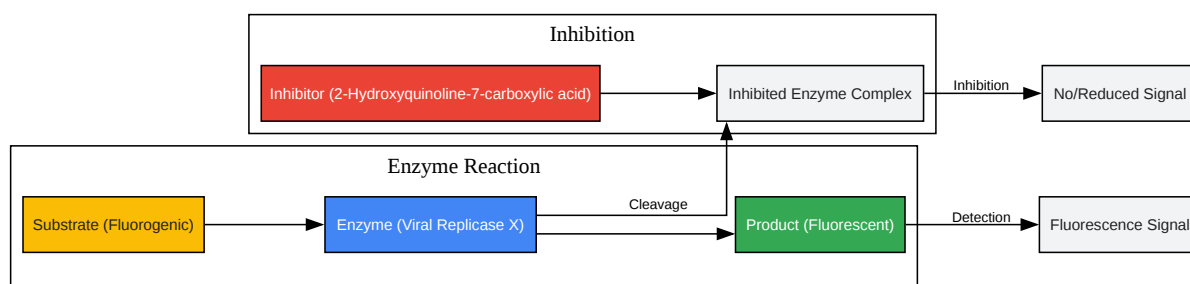 Inhibition
Inhibitor (2-Hydroxyquinoline-7-carboxylic acid)
Inhibited Enzyme Complex
Inhibition
No/Reduced Signal
Enzyme Reaction
Substrate (Fluorogenic)
Enzyme (Viral Replicase X)
Cleavage
Product (Fluorescent)
Detection
Fluorescence Signal